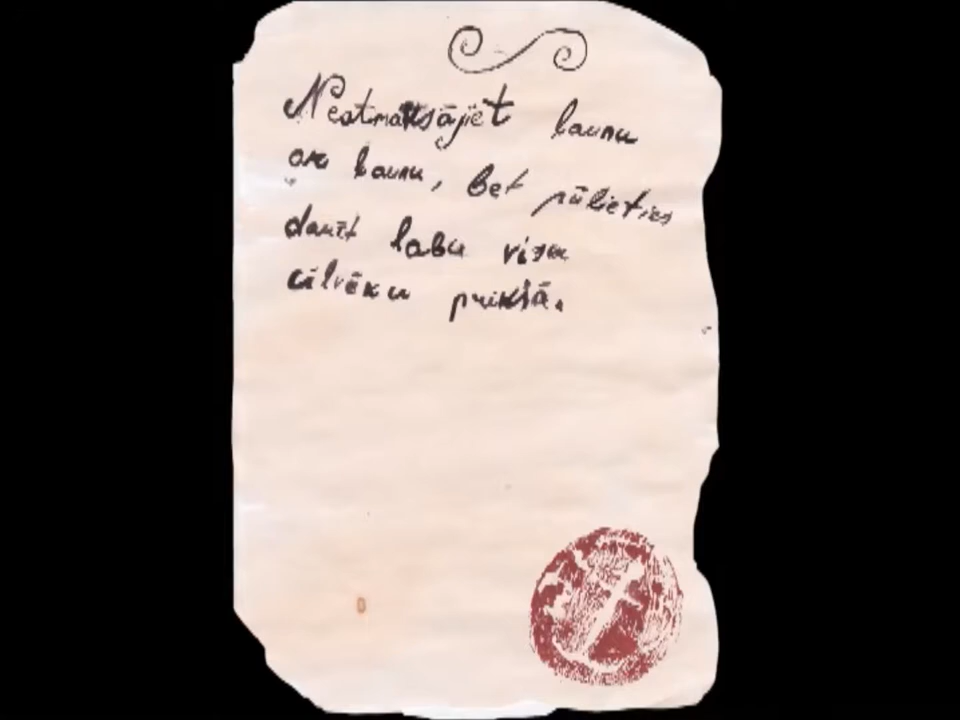 Neatmaksājiet launu
ar launu, bet pūlieties
darīt labu visu
cilvēku priekšā.